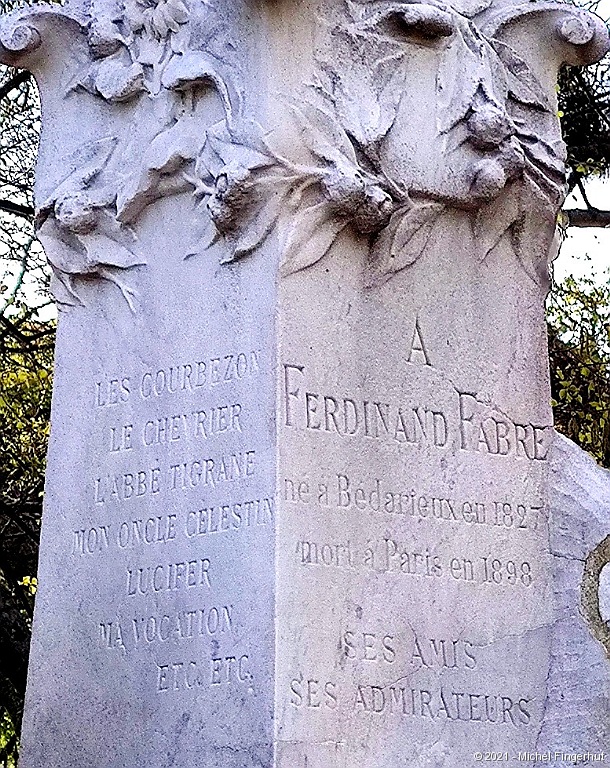 LES COURBEZON
LE CHEVRIER
L'ABBÉ TIGRANE
MON ONCLE CÉLESTIN
LUCIFER
MA VOCATION
ETC. ETC.
A
FERDINAND FABRE
né à Bédarieux en 1827
mort à Paris en 1898
SES AMIS
SES ADMIRATEURS
© 2021 - Michel Fingerhut